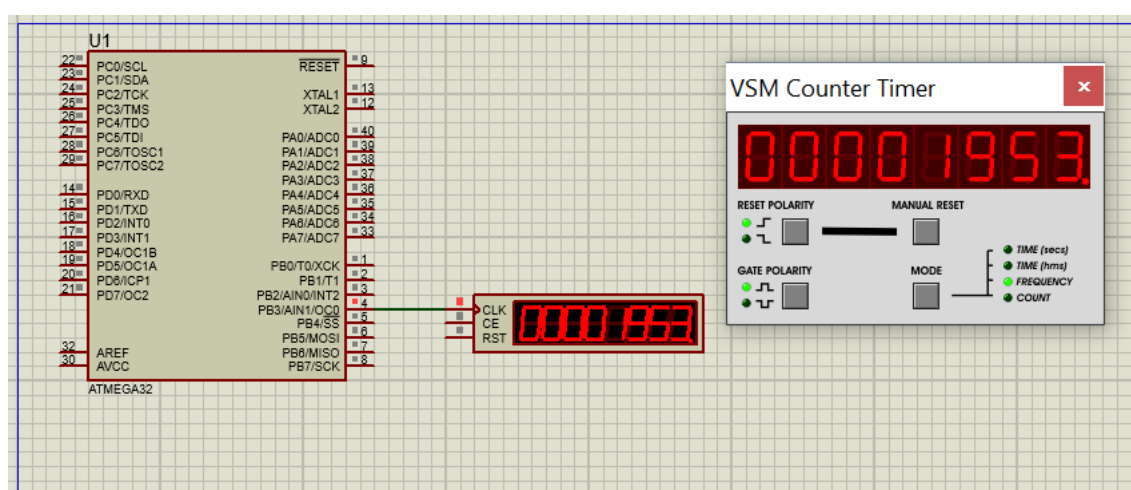 U1
22 PC0/SCL
23 PC1/SDA
24 PC2/TCK
25 PC3/TMS
26 PC4/TDO
27 PC5/TDI
28 PC6/TOSC1
29 PC7/TOSC2
14 PD0/RXD
15 PD1/TXD
16 PD2/INT0
17 PD3/INT1
18 PD4/OC1B
19 PD5/OC1A
20 PD6/ICP1
21 PD7/OC2
32 AREF
30 AVCC
RESET 9
XTAL1 13
XTAL2 12
PA0/ADC0 40
PA1/ADC1 39
PA2/ADC2 38
PA3/ADC3 37
PA4/ADC4 36
PA5/ADC5 35
PA6/ADC6 34
PA7/ADC7 33
PB0/T0/XCK 1
PB1/T1 2
PB2/AIN0/INT2 3
PB3/AIN1/OC0 4
PB4/SS 5
PB5/MOSI 6
PB6/MISO 7
PB7/SCK 8
ATMEGA32
CLK
CE
RST
00001953.
VSM Counter Timer
×
00001953.
RESET POLARITY
MANUAL RESET
GATE POLARITY
MODE
TIME (secs)
TIME (hms)
FREQUENCY
COUNT